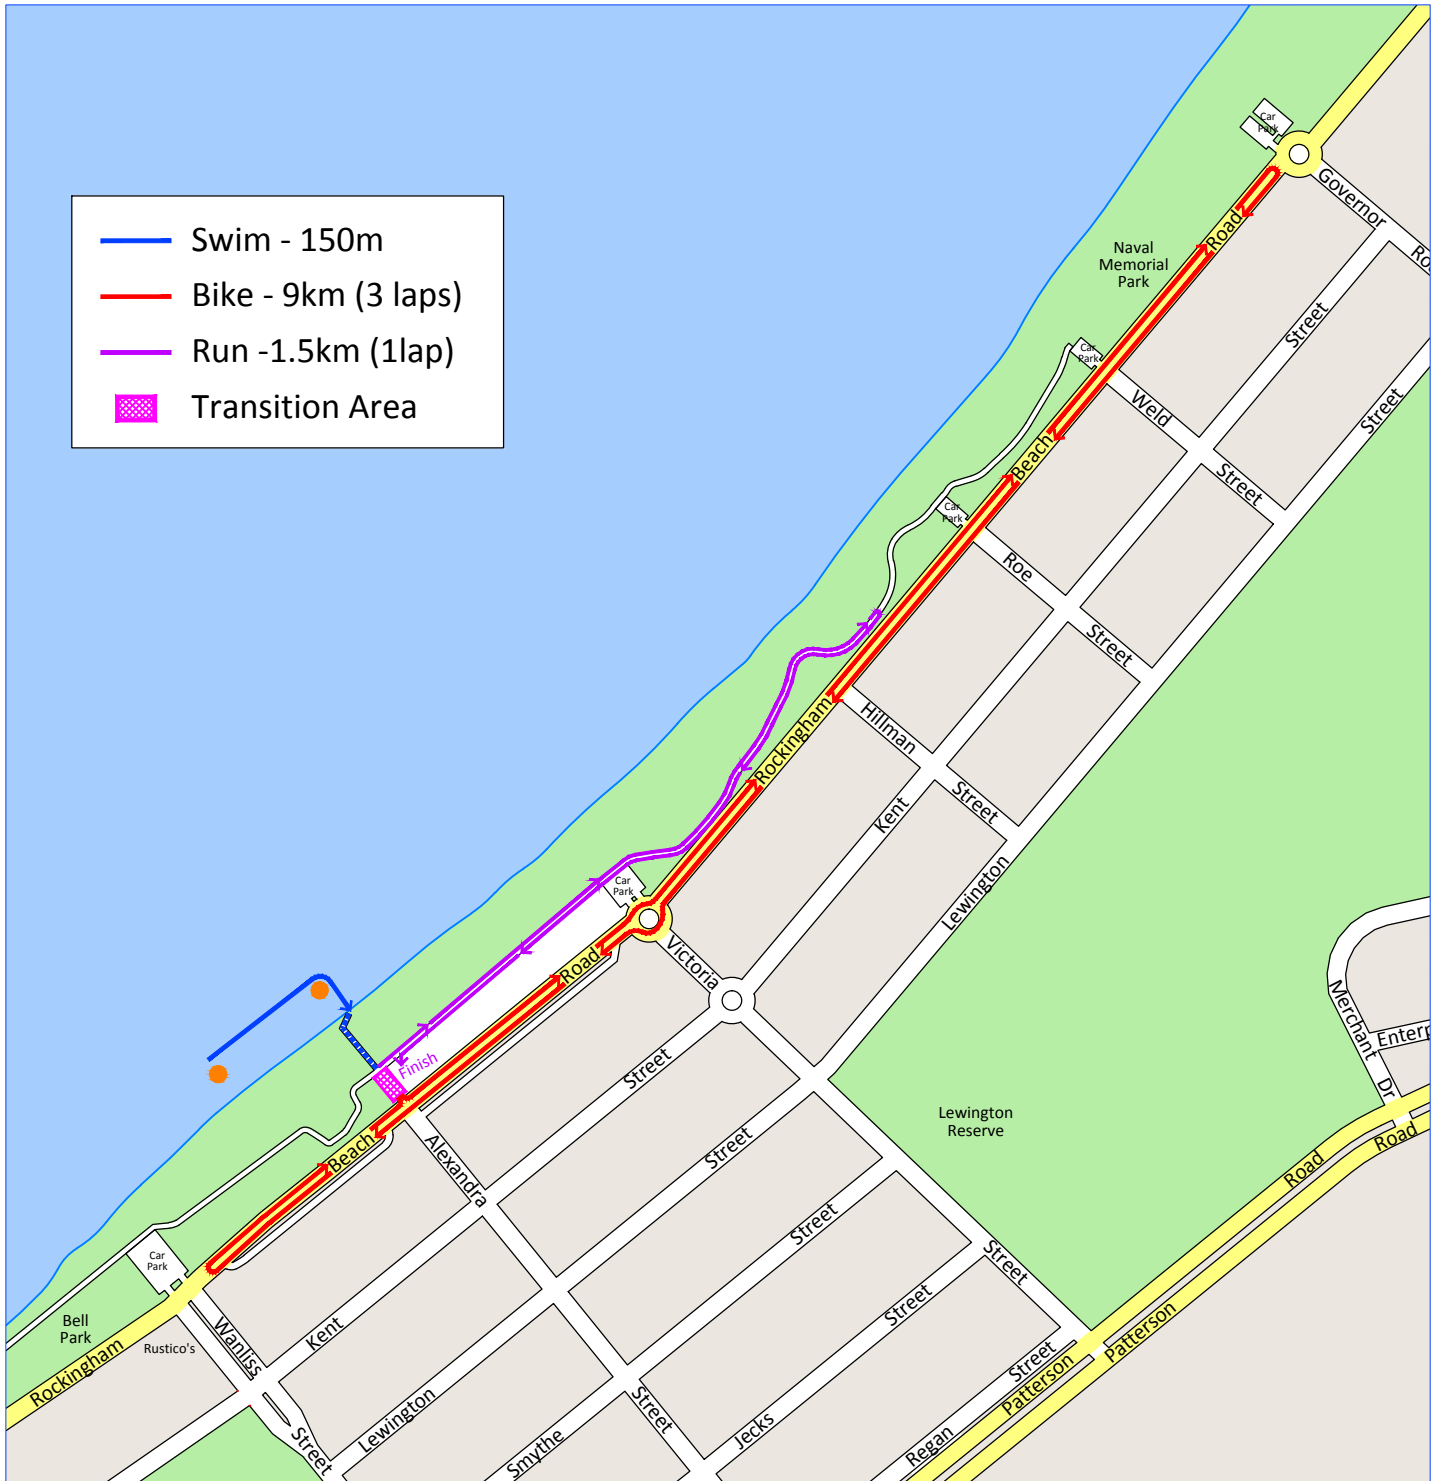 Swim - 150m
Bike - 9km (3 laps)
Run -1.5km (1lap)
Transition Area
Car
Park
Governor
Ro
Road
Naval
Memorial
Park
Street
Car
Park
Weld
Street
Street
Beach
Car
Park
Roe
Street
Rockingham
Hillman
Street
Kent
Lewington
Car
Park
Victoria
Road
Merchant
Dr
Enterp
Finish
Street
Lewington
Reserve
Beach
Alexandra
Street
Road
Road
Street
Street
Car
Park
Street
Bell
Park
Rustico's
Wanliss
Kent
Rockingham
Patterson
Street
Patterson
Lewington
Street
Jecks
Regan
Smythe
Street